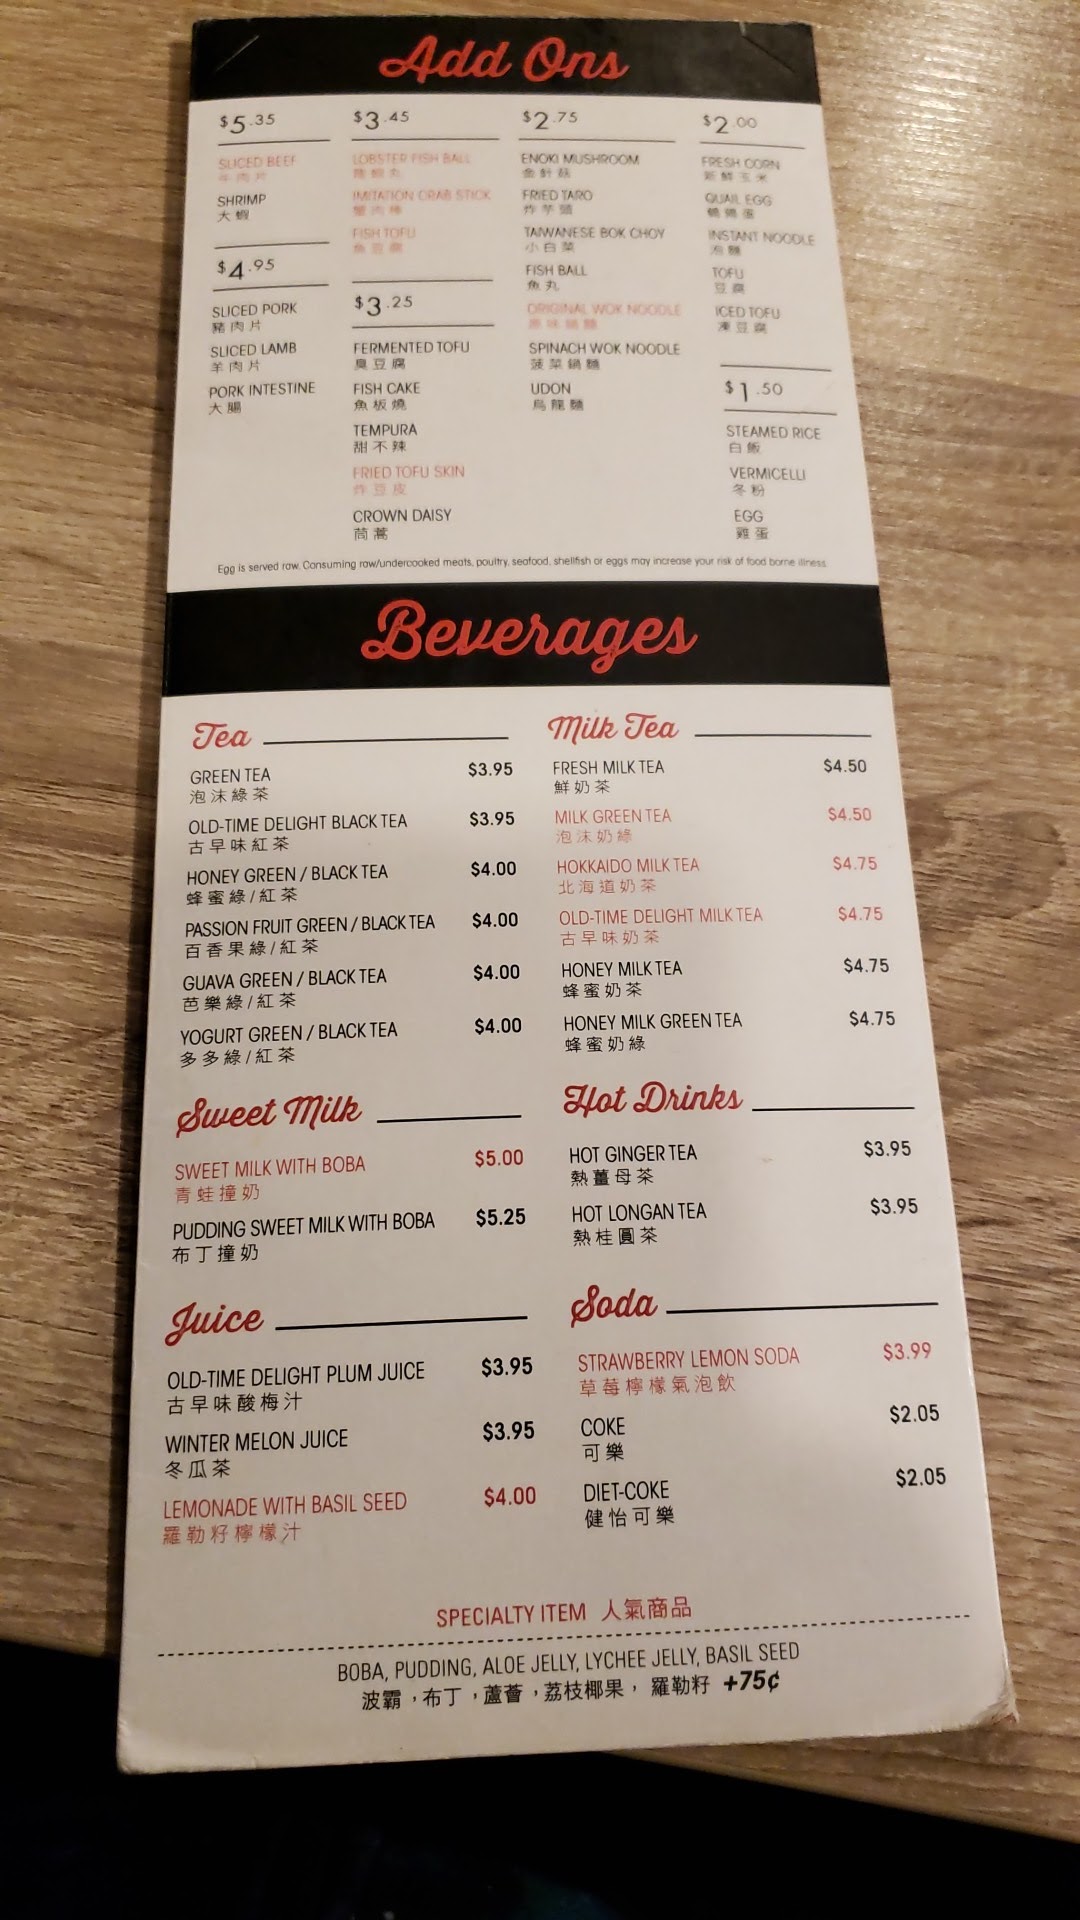 Add Ons
$5.35
SLICED BEEF
牛肉片
SHRIMP
大蝦
$4.95
SLICED PORK
豬肉片
SLICED LAMB
羊肉片
PORK INTESTINE
大腸
$3.45
LOBSTER FISH BALL
龍蝦丸
IMITATION CRAB STICK
蟹肉棒
FISH TOFU
魚豆腐
$3.25
FERMENTED TOFU
臭豆腐
FISH CAKE
魚板燒
TEMPURA
甜不辣
FRIED TOFU SKIN
炸豆皮
CROWN DAISY
茼蒿
$2.75
ENOKI MUSHROOM
金針菇
FRIED TARO
炸芋頭
TAIWANESE BOK CHOY
小白菜
FISH BALL
魚丸
ORIGINAL WOK NOODLE
原味鍋麵
SPINACH WOK NOODLE
菠菜鍋麵
UDON
烏龍麵
$2.00
FRESH CORN
新鮮玉米
QUAIL EGG
鵪鶉蛋
INSTANT NOODLE
泡麵
TOFU
豆腐
ICED TOFU
凍豆腐
$1.50
STEAMED RICE
白飯
VERMICELLI
冬粉
EGG
雞蛋
Egg is served raw. Consuming raw/undercooked meats, poultry, seafood, shellfish or eggs may increase your risk of food borne illness.
Beverages
Tea
GREEN TEA $3.95
泡沫綠茶
OLD-TIME DELIGHT BLACK TEA $3.95
古早味紅茶
HONEY GREEN / BLACK TEA $4.00
蜂蜜綠/紅茶
PASSION FRUIT GREEN / BLACK TEA $4.00
百香果綠/紅茶
GUAVA GREEN / BLACK TEA $4.00
芭樂綠/紅茶
YOGURT GREEN / BLACK TEA $4.00
多多綠/紅茶
Milk Tea
FRESH MILK TEA $4.50
鮮奶茶
MILK GREEN TEA $4.50
泡沫奶綠
HOKKAIDO MILK TEA $4.75
北海道奶茶
OLD-TIME DELIGHT MILK TEA $4.75
古早味奶茶
HONEY MILK TEA $4.75
蜂蜜奶茶
HONEY MILK GREEN TEA $4.75
蜂蜜奶綠
Sweet Milk
SWEET MILK WITH BOBA $5.00
青蛙撞奶
PUDDING SWEET MILK WITH BOBA $5.25
布丁撞奶
Hot Drinks
HOT GINGER TEA $3.95
熱薑母茶
HOT LONGAN TEA $3.95
熱桂圓茶
Juice
OLD-TIME DELIGHT PLUM JUICE $3.95
古早味酸梅汁
WINTER MELON JUICE $3.95
冬瓜茶
LEMONADE WITH BASIL SEED $4.00
羅勒籽檸檬汁
Soda
STRAWBERRY LEMON SODA $3.99
草莓檸檬氣泡飲
COKE $2.05
可樂
DIET-COKE $2.05
健怡可樂
SPECIALTY ITEM 人氣商品
BOBA, PUDDING, ALOE JELLY, LYCHEE JELLY, BASIL SEED
波霸，布丁，蘆薈，荔枝椰果，羅勒籽 +75¢